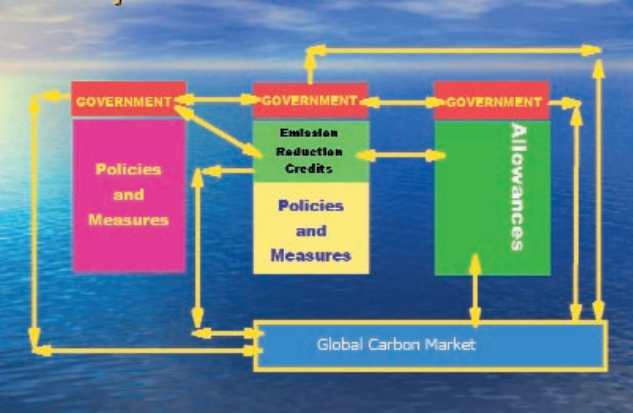 GOVERNMENT
Policies
and
Measures
GOVERNMENT
Emission
Reduction
Credits
Policies
and
Measures
GOVERNMENT
Allowances
Global Carbon Market